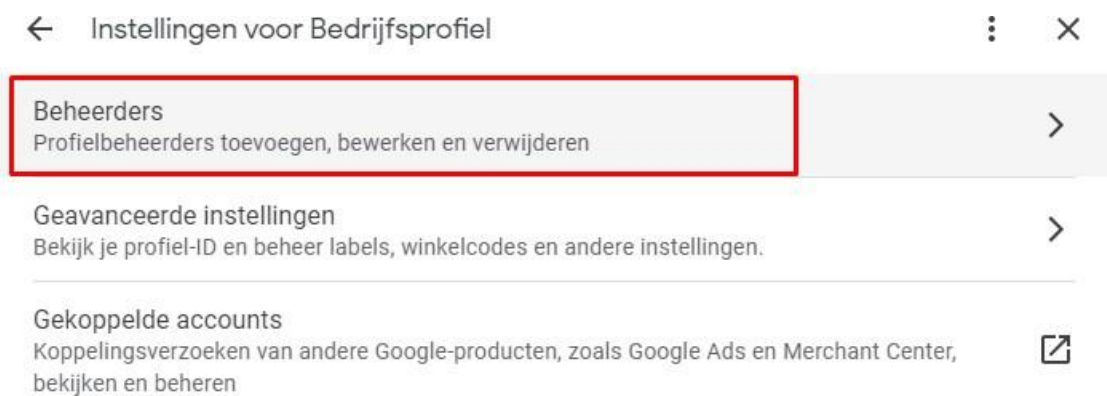 Instellingen voor Bedrijfsprofiel
Beheerders
Profielbeheerders toevoegen, bewerken en verwijderen
Geavanceerde instellingen
Bekijk je profiel-ID en beheer labels, winkelcodes en andere instellingen.
Gekoppelde accounts
Koppelingsverzoeken van andere Google-producten, zoals Google Ads en Merchant Center,
bekijken en beheren